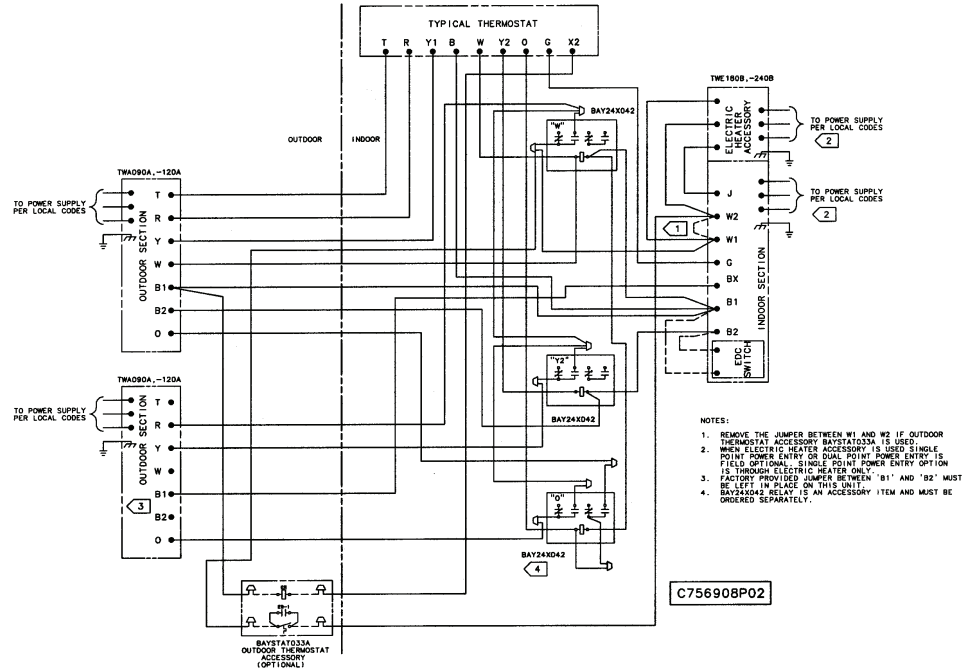 TYPICAL THERMOSTAT
T R Y1 B W Y2 O G X2
OUTDOOR
INDOOR
BAY24X042
"W"
TWE180B,-240B
ELECTRIC
HEATER
ACCESSORY
TO POWER SUPPLY
PER LOCAL CODES
2
TO POWER SUPPLY
PER LOCAL CODES
2
J
W2
1
W1
G
BX
B1
B2
INDOOR SECTION
EDC
SWITCH
TWA090A,-120A
TO POWER SUPPLY
PER LOCAL CODES
OUTDOOR SECTION
T
R
Y
W
B1
B2
O
"Y2"
BAY24X042
TWA090A,-120A
TO POWER SUPPLY
PER LOCAL CODES
OUTDOOR SECTION
T
R
Y
W
B1
B2
O
3
"O"
BAY24X042
4
BAYSTAT033A
OUTDOOR THERMOSTAT
ACCESSORY
(OPTIONAL)
NOTES:
1. REMOVE THE JUMPER BETWEEN W1 AND W2 IF OUTDOOR
THERMOSTAT ACCESSORY BAYSTAT033A IS USED.
2. WHEN ELECTRIC HEATER ACCESSORY IS USED SINGLE
POINT POWER ENTRY OR DUAL POINT POWER ENTRY IS
FIELD OPTIONAL. SINGLE POINT POWER ENTRY OPTION
IS THROUGH ELECTRIC HEATER ONLY.
3. FACTORY PROVIDED JUMPER BETWEEN 'B1' AND 'B2' MUST
BE LEFT IN PLACE ON THIS UNIT.
4. BAY24X042 RELAY IS AN ACCESSORY ITEM AND MUST BE
ORDERED SEPARATELY.
C756908P02